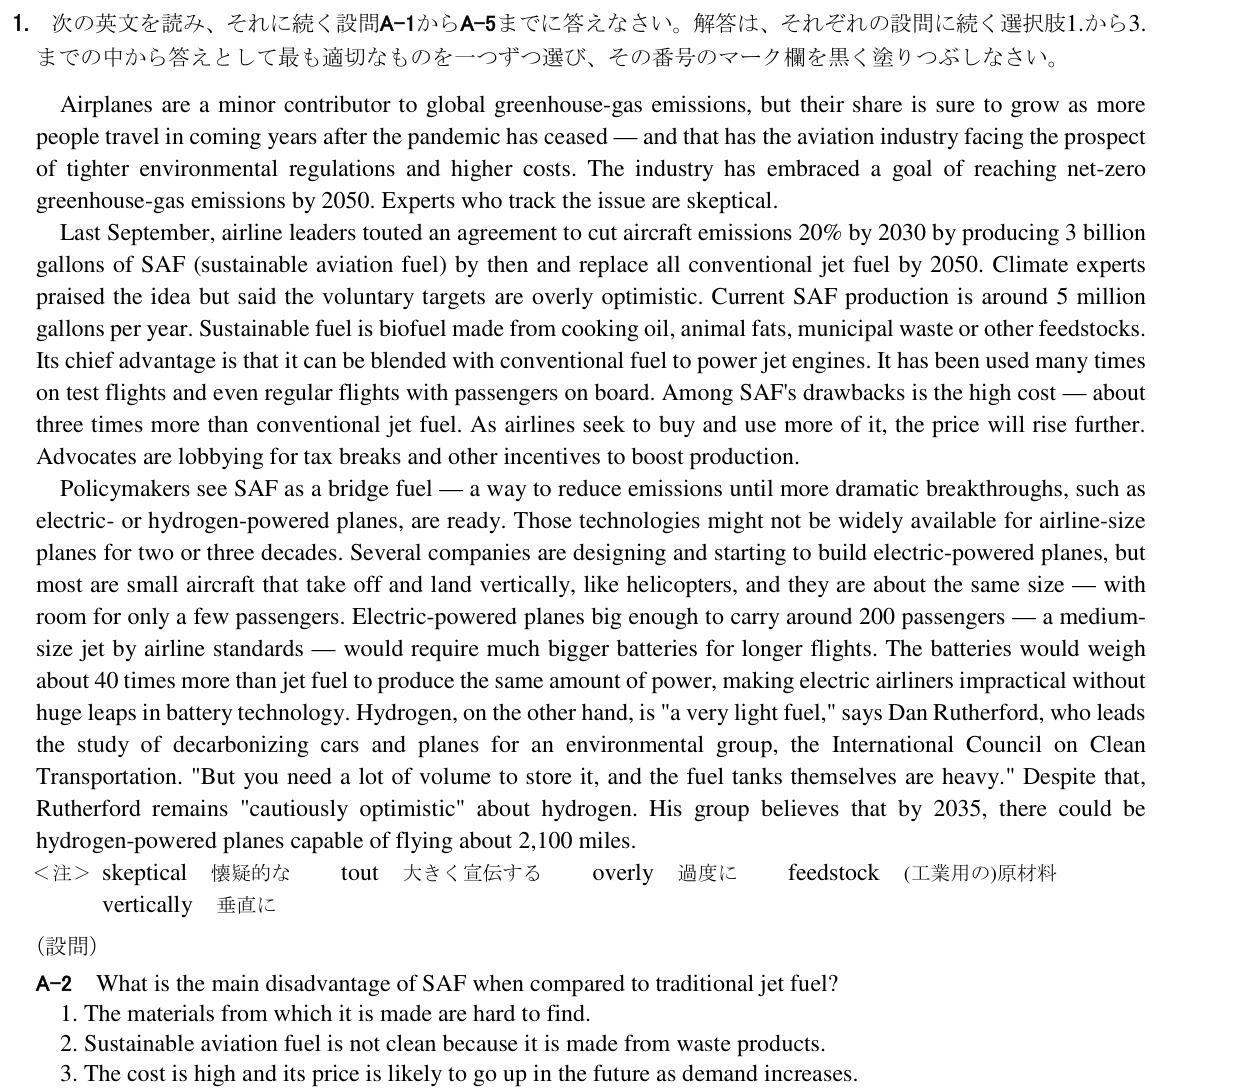 1. 次の英文を読み、それに続く設問A−1からA−5までに答えなさい。解答は、それぞれの設問に続く選択肢1.から3.
までの中から答えとして最も適切なものを一つずつ選び、その番号のマーク欄を黒く塗りつぶしなさい。
Airplanes are a minor contributor to global greenhouse-gas emissions, but their share is sure to grow as more
people travel in coming years after the pandemic has ceased — and that has the aviation industry facing the prospect
of tighter environmental regulations and higher costs. The industry has embraced a goal of reaching net-zero
greenhouse-gas emissions by 2050. Experts who track the issue are skeptical.
Last September, airline leaders touted an agreement to cut aircraft emissions 20% by 2030 by producing 3 billion
gallons of SAF (sustainable aviation fuel) by then and replace all conventional jet fuel by 2050. Climate experts
praised the idea but said the voluntary targets are overly optimistic. Current SAF production is around 5 million
gallons per year. Sustainable fuel is biofuel made from cooking oil, animal fats, municipal waste or other feedstocks.
Its chief advantage is that it can be blended with conventional fuel to power jet engines. It has been used many times
on test flights and even regular flights with passengers on board. Among SAF's drawbacks is the high cost — about
three times more than conventional jet fuel. As airlines seek to buy and use more of it, the price will rise further.
Advocates are lobbying for tax breaks and other incentives to boost production.
Policymakers see SAF as a bridge fuel — a way to reduce emissions until more dramatic breakthroughs, such as
electric- or hydrogen-powered planes, are ready. Those technologies might not be widely available for airline-size
planes for two or three decades. Several companies are designing and starting to build electric-powered planes, but
most are small aircraft that take off and land vertically, like helicopters, and they are about the same size — with
room for only a few passengers. Electric-powered planes big enough to carry around 200 passengers — a medium-
size jet by airline standards — would require much bigger batteries for longer flights. The batteries would weigh
about 40 times more than jet fuel to produce the same amount of power, making electric airliners impractical without
huge leaps in battery technology. Hydrogen, on the other hand, is "a very light fuel," says Dan Rutherford, who leads
the study of decarbonizing cars and planes for an environmental group, the International Council on Clean
Transportation. "But you need a lot of volume to store it, and the fuel tanks themselves are heavy." Despite that,
Rutherford remains "cautiously optimistic" about hydrogen. His group believes that by 2035, there could be
hydrogen-powered planes capable of flying about 2,100 miles.
＜注＞ skeptical 懐疑的な tout 大きく宣伝する overly 過度に feedstock (工業用の)原材料
vertically 垂直に
（設問）
A−2 What is the main disadvantage of SAF when compared to traditional jet fuel?
1. The materials from which it is made are hard to find.
2. Sustainable aviation fuel is not clean because it is made from waste products.
3. The cost is high and its price is likely to go up in the future as demand increases.